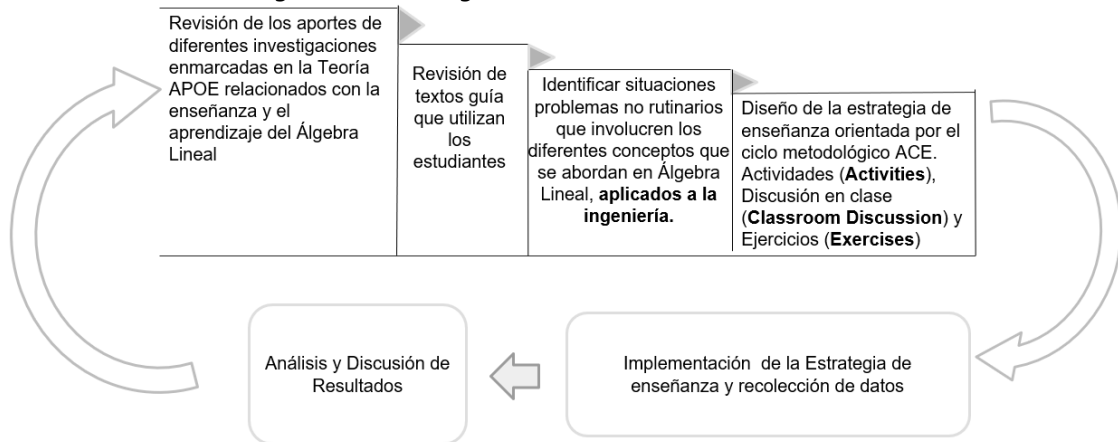 Revisión de los aportes de
diferentes investigaciones
enmarcadas en la Teoría
APOE relacionados con la
enseñanza y el
aprendizaje del Álgebra
Lineal
Revisión de
textos guía
que utilizan
los
estudiantes
Identificar situaciones
problemas no rutinarios
que involucren los
diferentes conceptos que
se abordan en Álgebra
Lineal, aplicados a la
ingeniería.
Diseño de la estrategia de
enseñanza orientada por el
ciclo metodológico ACE.
Actividades (Activities),
Discusión en clase
(Classroom Discussion) y
Ejercicios (Exercises)
Análisis y Discusión de
Resultados
Implementación de la Estrategia de
enseñanza y recolección de datos